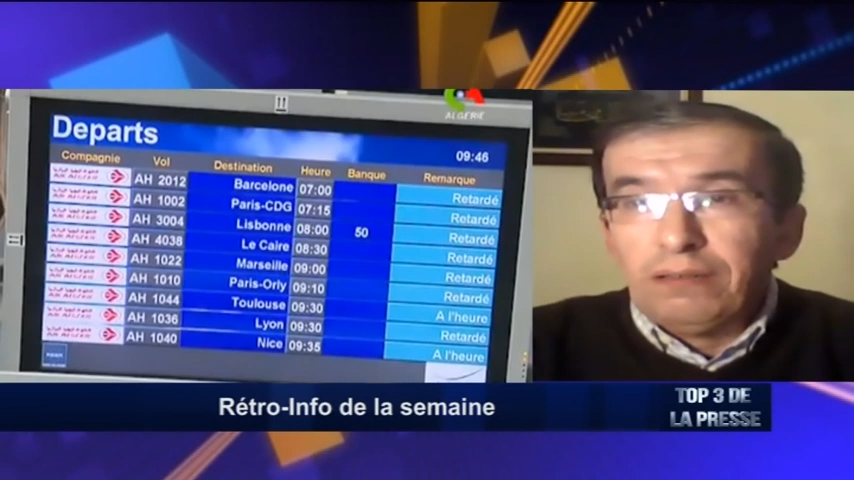 ALGERIE
Departs 09:46
Compagnie Vol Destination Heure Banque Remarque
AH 2012 Barcelone 07:00 Retardé
AH 1002 Paris-CDG 07:15 Retardé
AH 3004 Lisbonne 08:00 50 Retardé
AH 4038 Le Caire 08:30 Retardé
AH 1022 Marseille 09:00 Retardé
AH 1010 Paris-Orly 09:10 Retardé
AH 1044 Toulouse 09:30 A l'heure
AH 1036 Lyon 09:30 Retardé
AH 1040 Nice 09:35 A l'heure
Rétro-Info de la semaine
TOP 3 DE
LA PRESSE